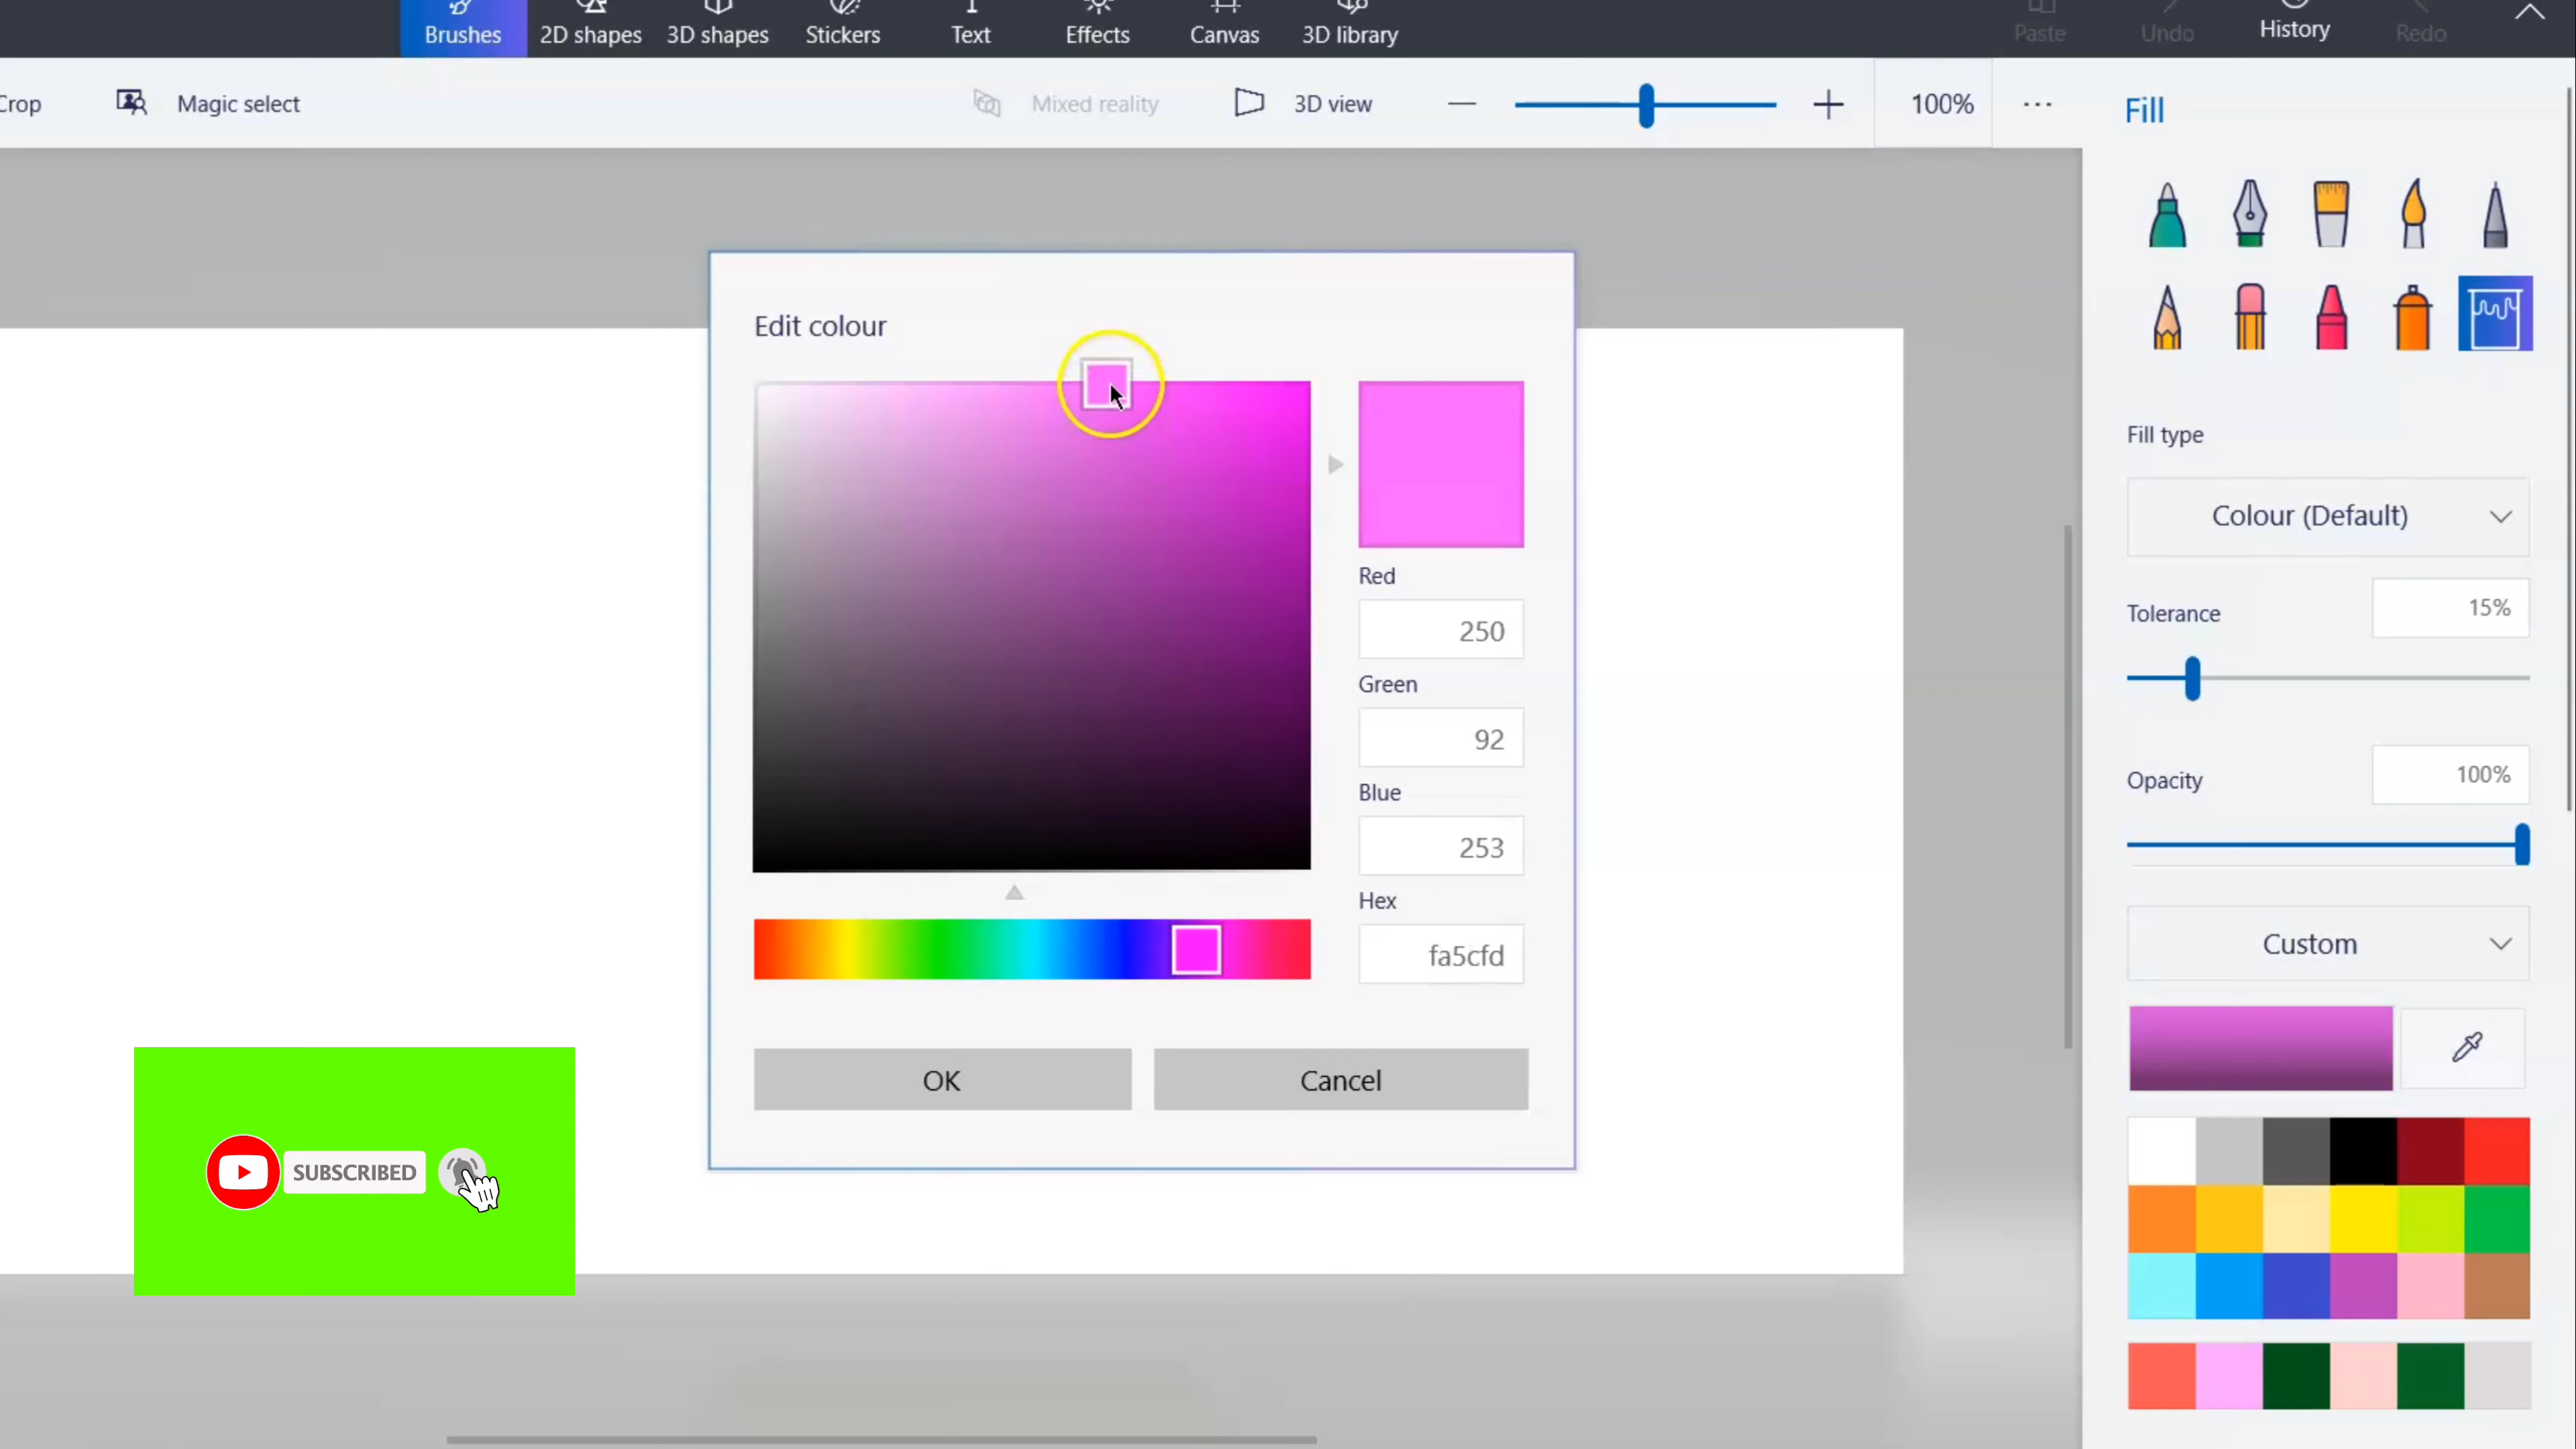 Brushes 2D shapes 3D shapes Stickers Text Effects Canvas 3D library Paste Undo History Redo
Crop Magic select Mixed reality 3D view 100% ...
Fill
Edit colour
Fill type
Colour (Default)
Red
250
Tolerance 15%
Green
92
Opacity 100%
Blue
253
Hex
fa5cfd
Custom
OK Cancel
SUBSCRIBED